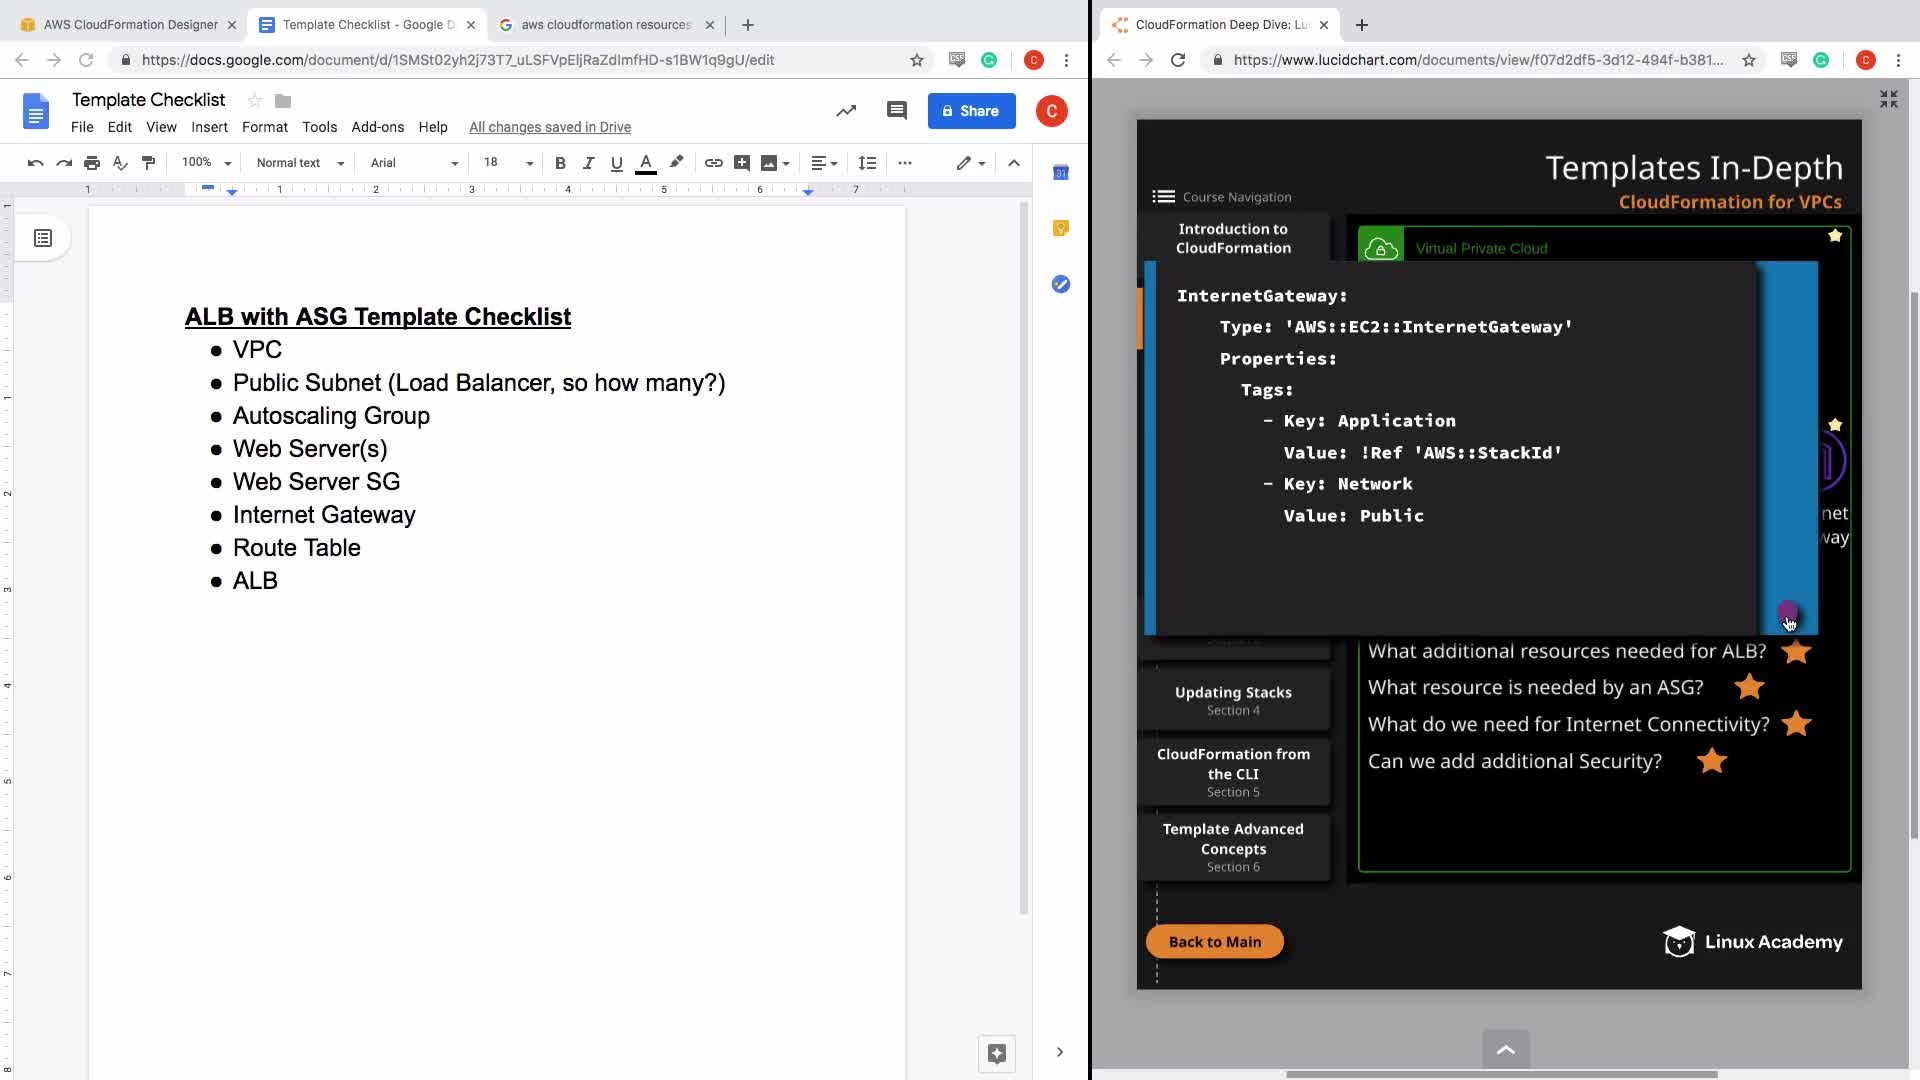 AWS CloudFormation Designer
Template Checklist - Google D
aws cloudformation resources
https://docs.google.com/document/d/1SMSt02yh2j73T7_uLSFVpEljRaZdImfHD-s1BW1q9gU/edit
Template Checklist
File Edit View Insert Format Tools Add-ons Help All changes saved in Drive
Share
C
100% Normal text Arial 18 B I U A
1 1 2 3 4 5 6 7
ALB with ASG Template Checklist
● VPC
● Public Subnet (Load Balancer, so how many?)
● Autoscaling Group
● Web Server(s)
● Web Server SG
● Internet Gateway
● Route Table
● ALB
CloudFormation Deep Dive: Lu
https://www.lucidchart.com/documents/view/f07d2df5-3d12-494f-b381...
Templates In-Depth
CloudFormation for VPCs
Course Navigation
Introduction to
CloudFormation
Virtual Private Cloud
InternetGateway:
Type: 'AWS::EC2::InternetGateway'
Properties:
Tags:
- Key: Application
Value: !Ref 'AWS::StackId'
- Key: Network
Value: Public
net
way
What additional resources needed for ALB?
What resource is needed by an ASG?
What do we need for Internet Connectivity?
Can we add additional Security?
Updating Stacks
Section 4
CloudFormation from
the CLI
Section 5
Template Advanced
Concepts
Section 6
Back to Main
Linux Academy